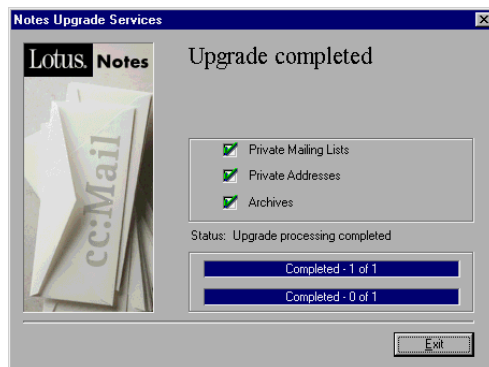 Notes Upgrade Services
Lotus. Notes
cc:Mail
Upgrade completed
Private Mailing Lists
Private Addresses
Archives
Status: Upgrade processing completed
Completed - 1 of 1
Completed - 0 of 1
Exit